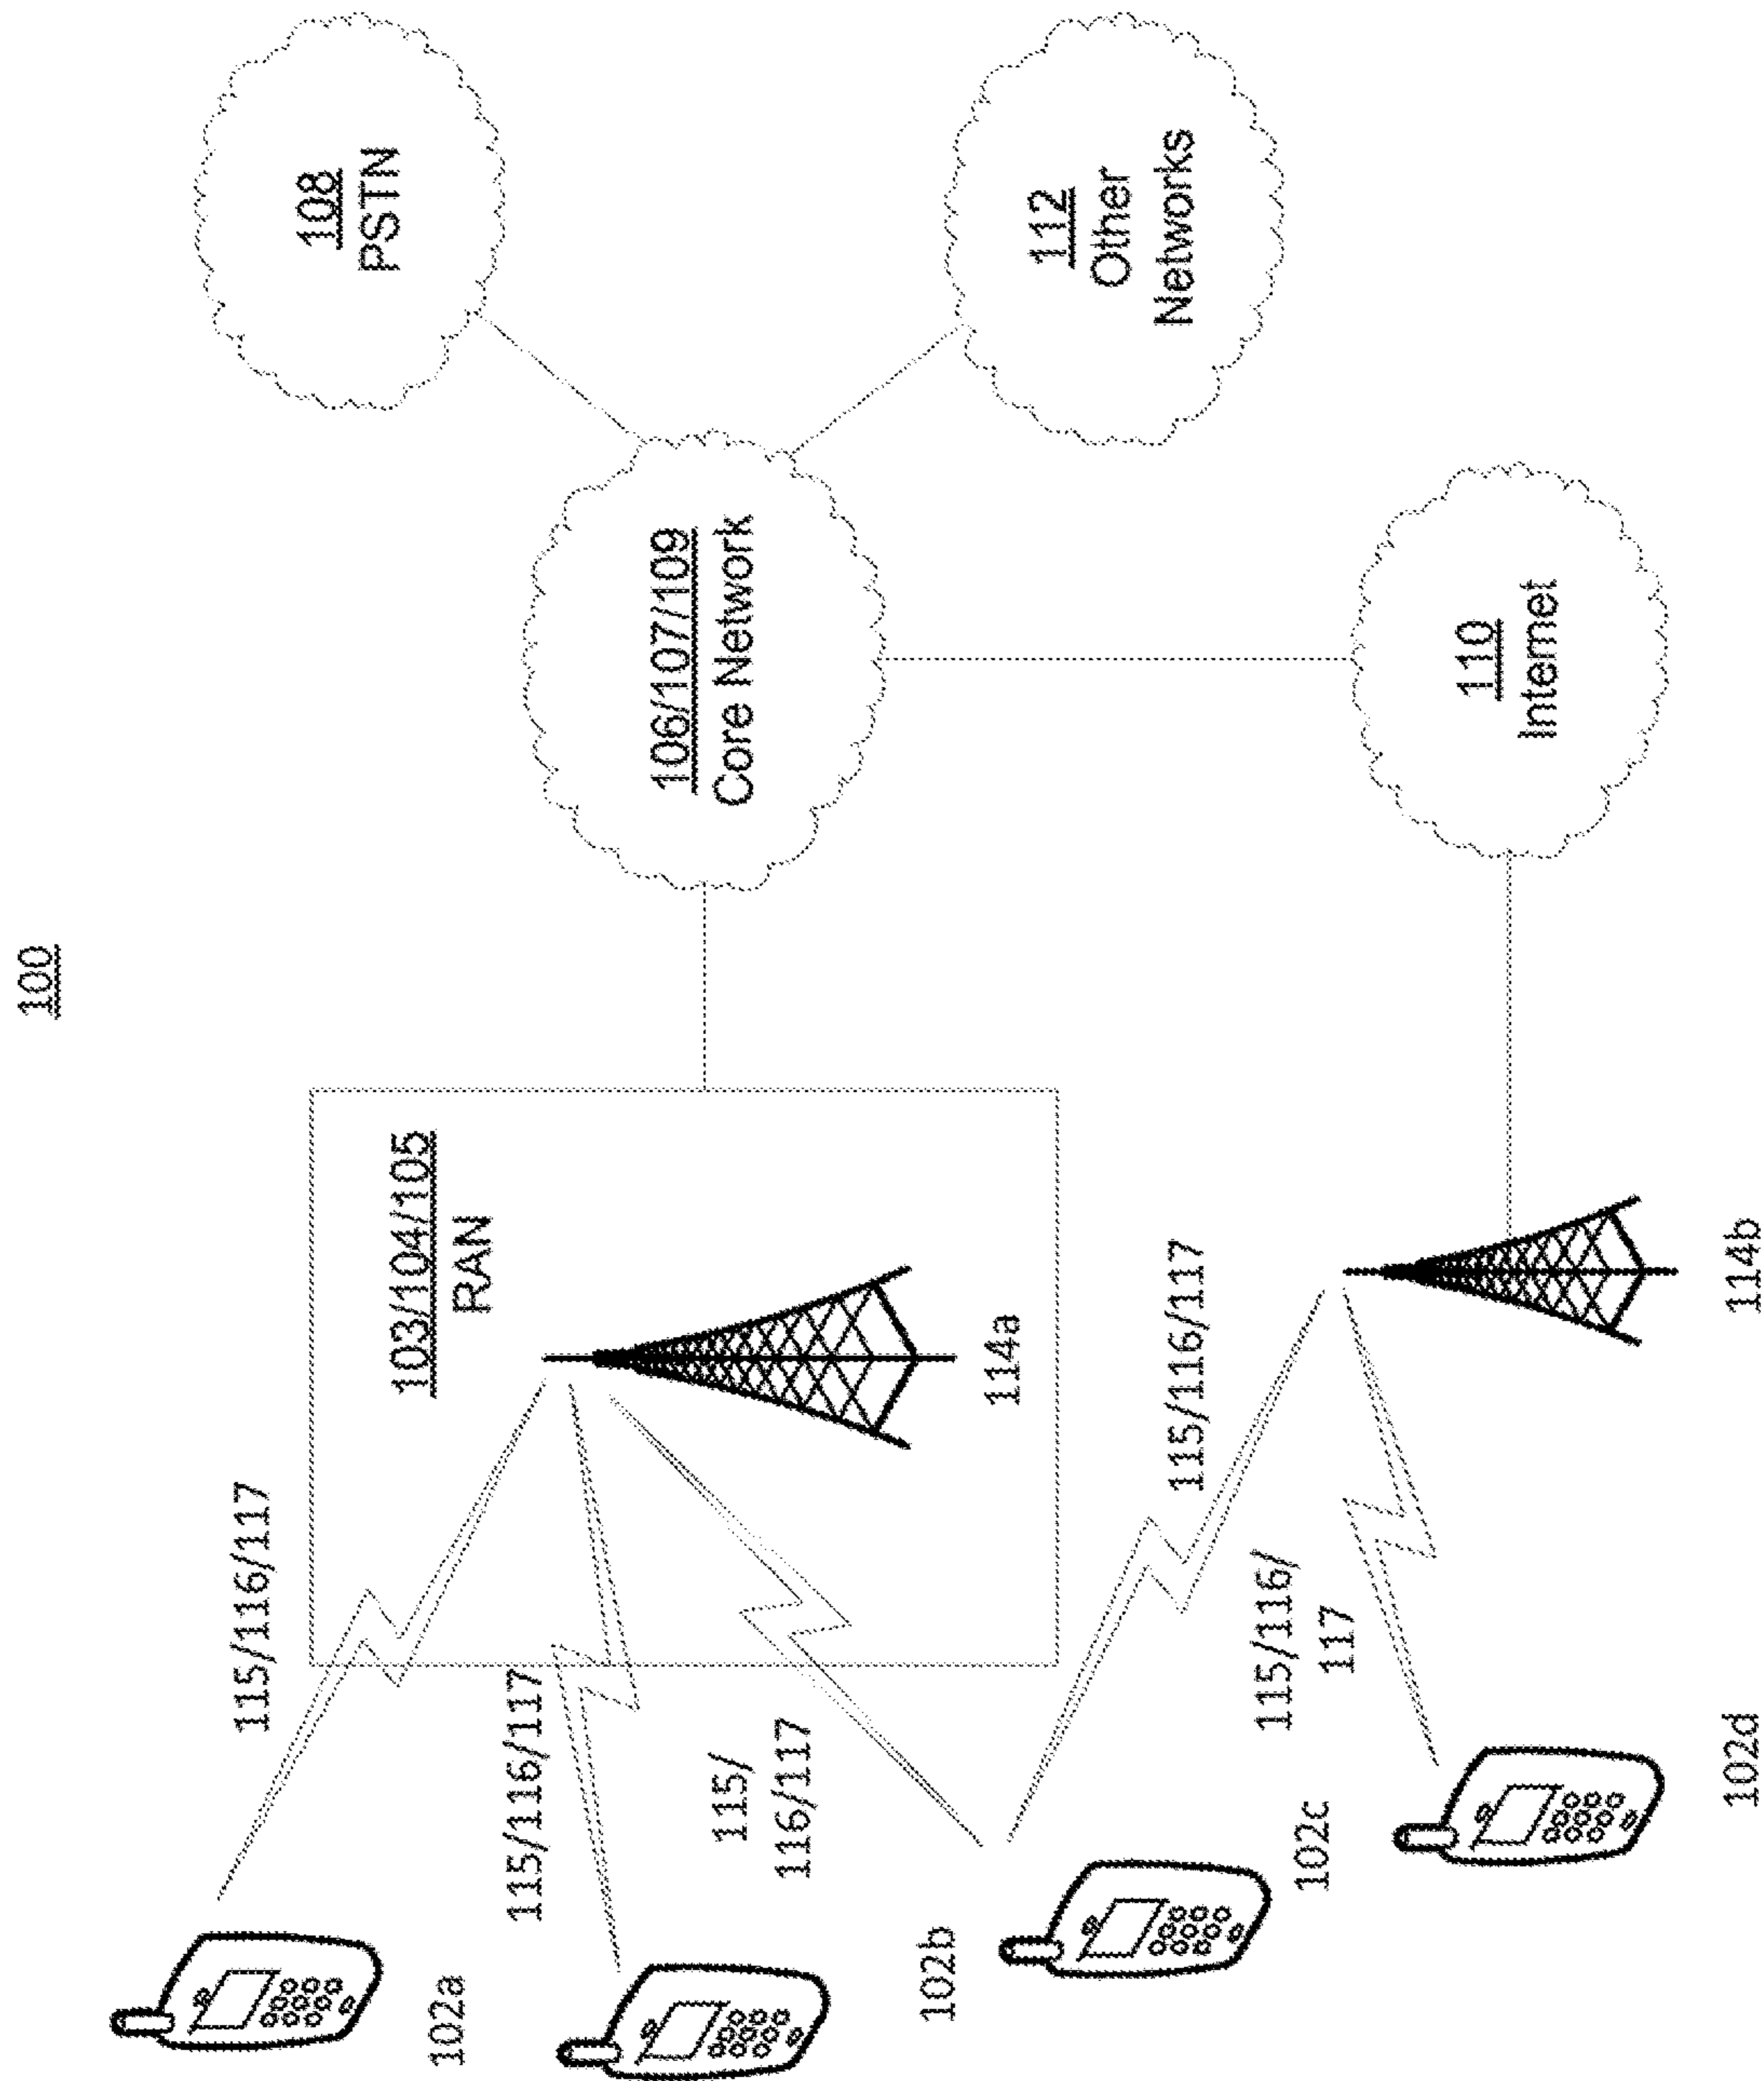 100
108
PSTN
106/107/109
Core Network
112
Other
Networks
110
Internet
103/104/105
RAN
114a
114b
115/116/117
115/116/117
115/
116/117
115/116/117
115/116/
117
102a
102b
102c
102d